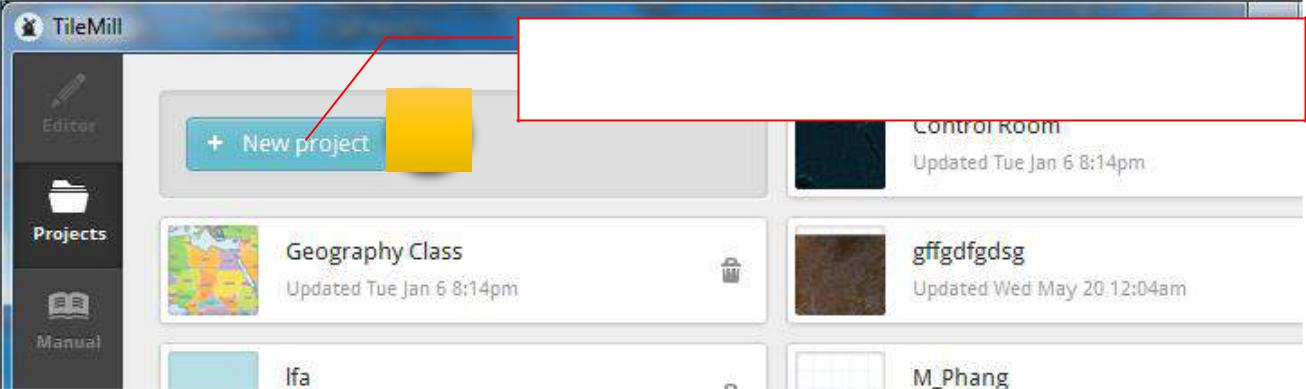 TileMill
Editor
+ New project
Control Room
Updated Tue Jan 6 8:14pm
Projects
Geography Class
Updated Tue Jan 6 8:14pm
gffgdfgdsg
Updated Wed May 20 12:04am
Manual
lfa
M_Phang